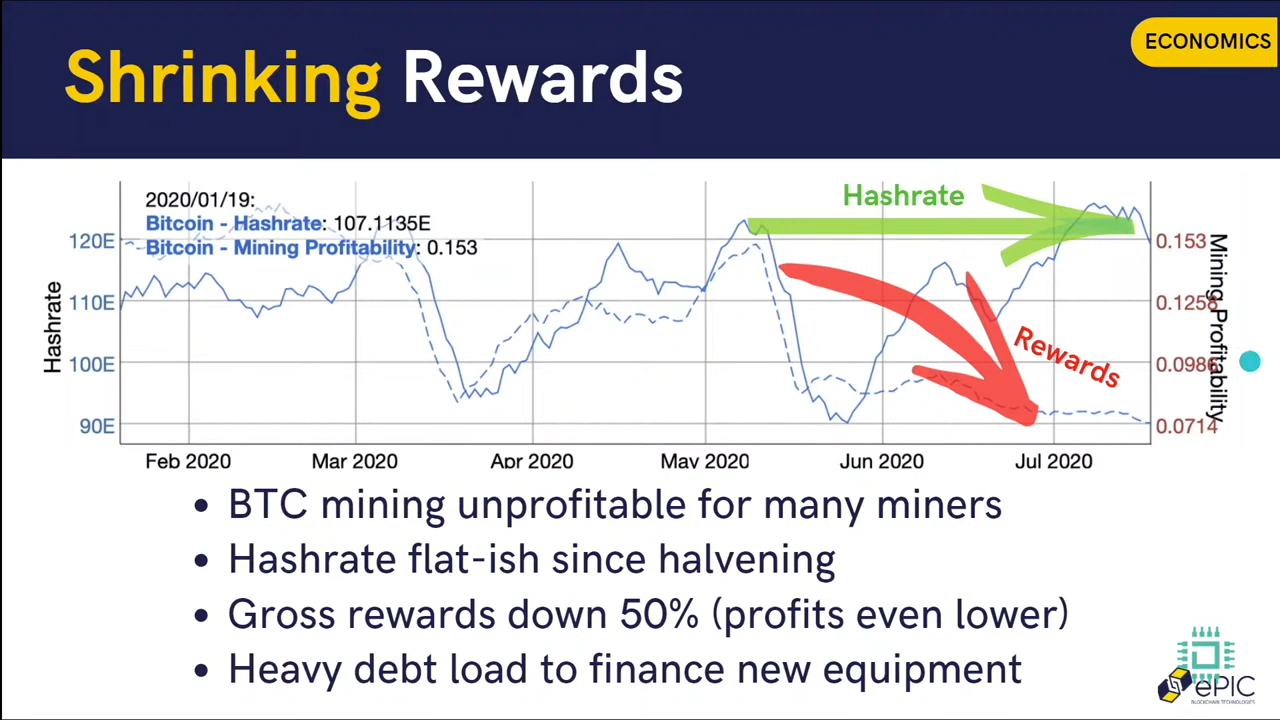 ECONOMICS
Shrinking Rewards
2020/01/19:
Bitcoin - Hashrate: 107.1135E
Bitcoin - Mining Profitability: 0.153
Hashrate
Rewards
Hashrate
120E
110E
100E
90E
0.153
0.1258
0.0986
0.0714
Mining Profitability
Feb 2020
Mar 2020
Apr 2020
May 2020
Jun 2020
Jul 2020
• BTC mining unprofitable for many miners
• Hashrate flat-ish since halvening
• Gross rewards down 50% (profits even lower)
• Heavy debt load to finance new equipment
ePIC
BLOCKCHAIN TECHNOLOGIES